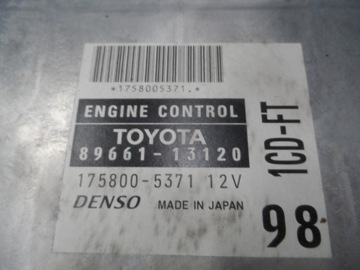 *1758005371.*
ENGINE CONTROL
TOYOTA
89661-13120
175800-5371 12V
DENSO MADE IN JAPAN
1CD-FT
98